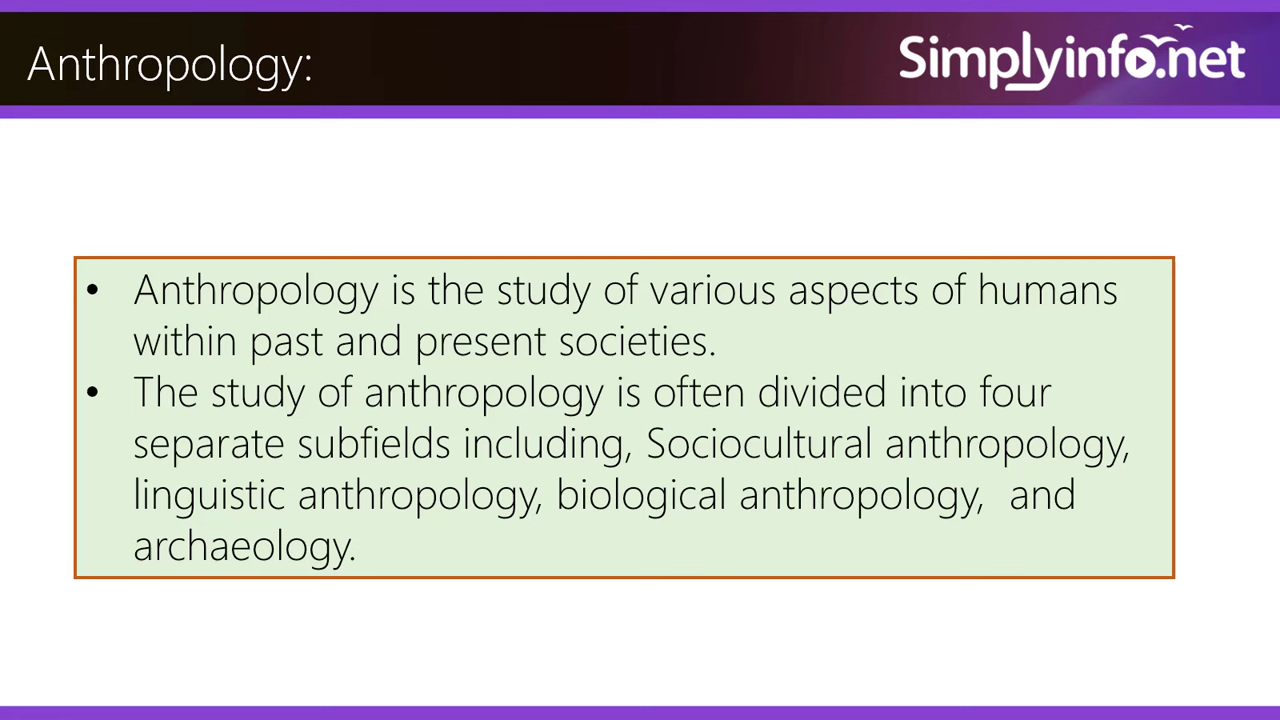 Anthropology:
Simplyinfo.net
• Anthropology is the study of various aspects of humans
within past and present societies.
• The study of anthropology is often divided into four
separate subfields including, Sociocultural anthropology,
linguistic anthropology, biological anthropology,  and
archaeology.